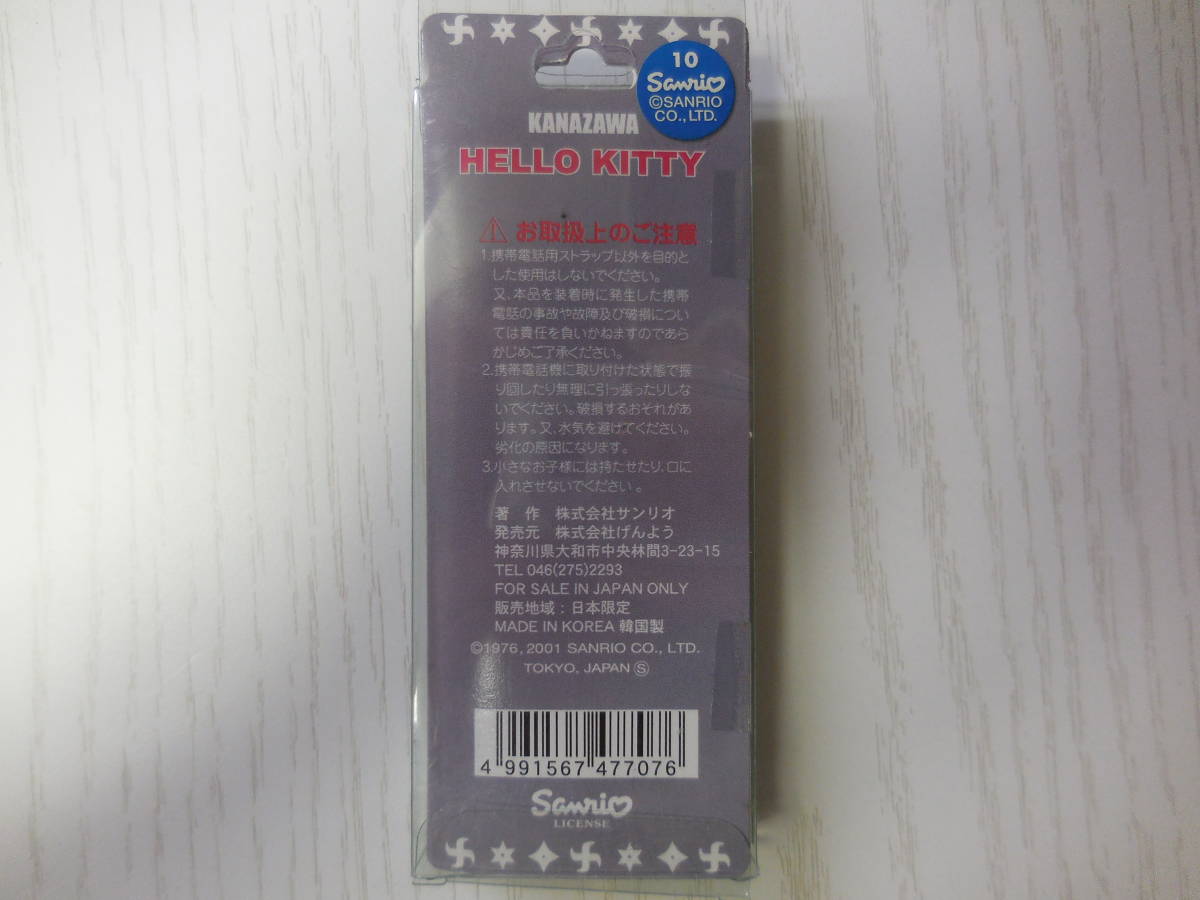 10
Sanrio
©SANRIO
CO., LTD.
KANAZAWA
HELLO KITTY
お取扱上のご注意
1.携帯電話用ストラップ以外を目的と
した使用はしないでください。
又、本品を装着時に発生した携帯
電話の事故や故障及び破損につい
ては責任を負いかねますのであら
かじめご了承ください。
2.携帯電話機に取り付けた状態で振
り回したり無理に引っ張ったりしな
いでください。破損するおそれがあ
ります。又、水気を避けてください。
劣化の原因になります。
3.小さなお子様には持たせたり、口に
入れさせないでください。
著 作 株式会社サンリオ
発売元 株式会社げんよう
神奈川県大和市中央林間3-23-15
TEL 046(275)2293
FOR SALE IN JAPAN ONLY
販売地域：日本限定
MADE IN KOREA 韓国製
©1976, 2001 SANRIO CO., LTD.
TOKYO, JAPAN Ⓢ
4 991567 477076
Sanrio
LICENSE